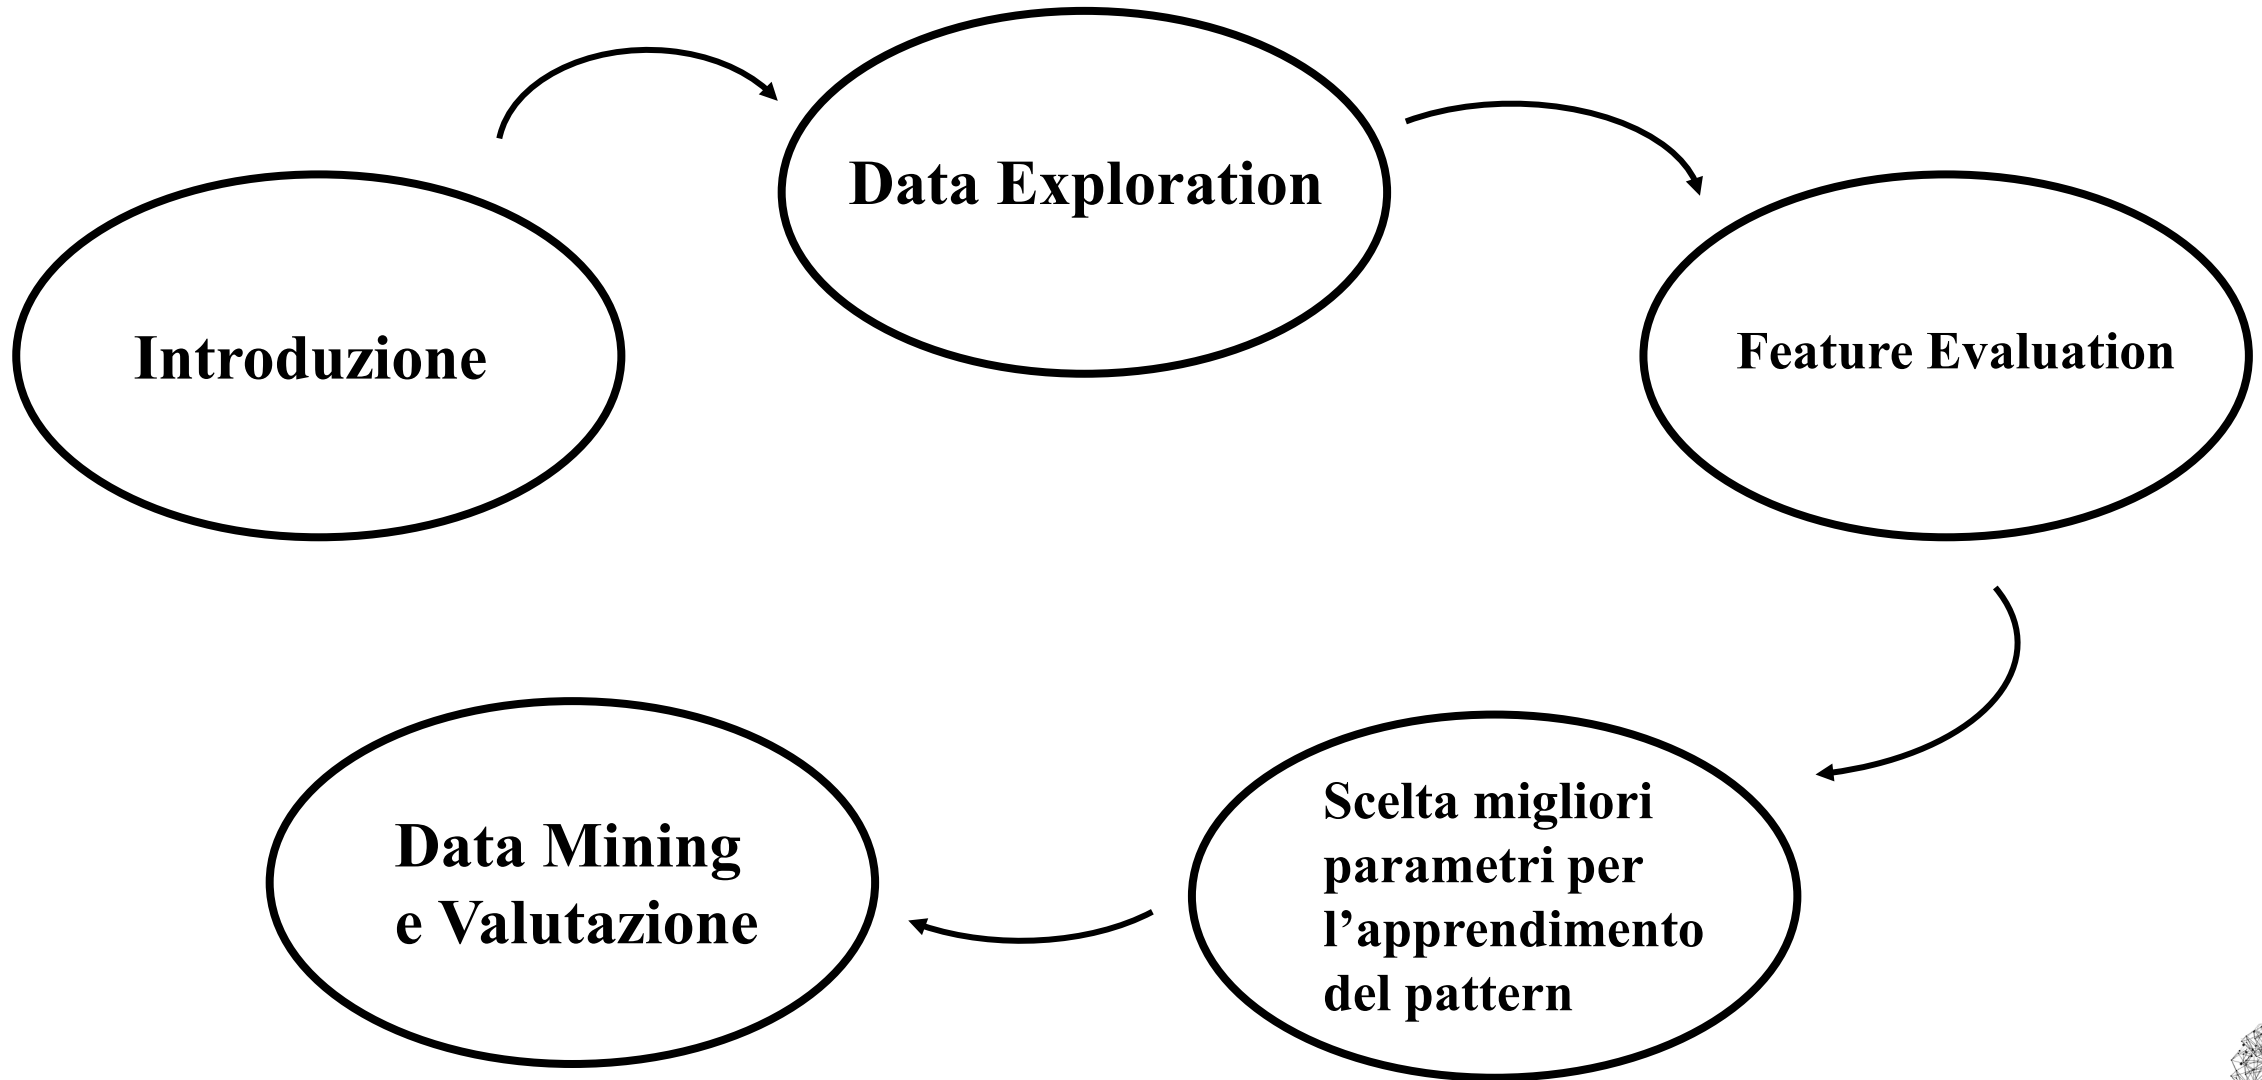 Introduzione
Data Exploration
Feature Evaluation
Scelta migliori
parametri per
l’apprendimento
del pattern
Data Mining
e Valutazione